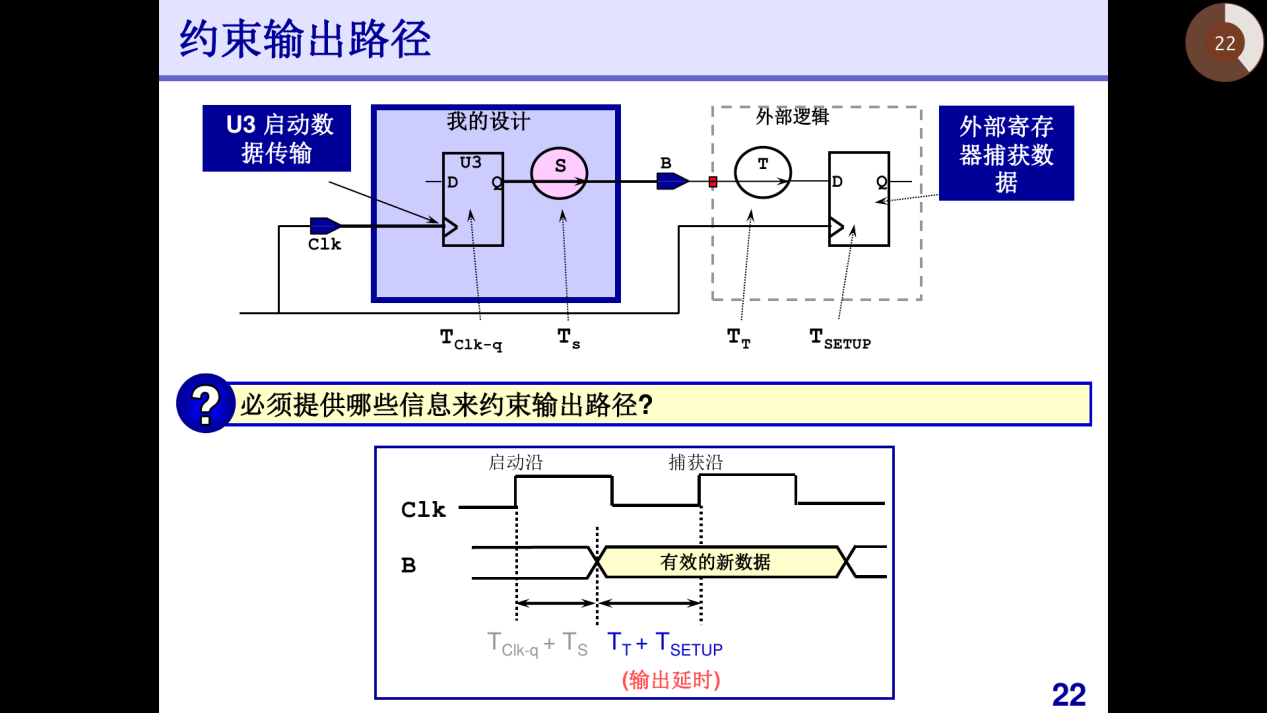 约束输出路径
22
U3 启动数
据传输
我的设计
U3
D
Q
S
B
Clk
外部逻辑
T
D
Q
外部寄存
器捕获数
据
TClk-q
Ts
TT
TSETUP
?
必须提供哪些信息来约束输出路径?
启动沿
捕获沿
Clk
B
有效的新数据
TClk-q + TS
TT + TSETUP
(输出延时)
22